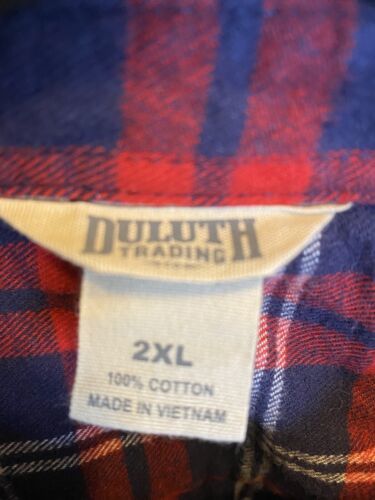 DULUTH
TRADING
2XL
100% COTTON
MADE IN VIETNAM